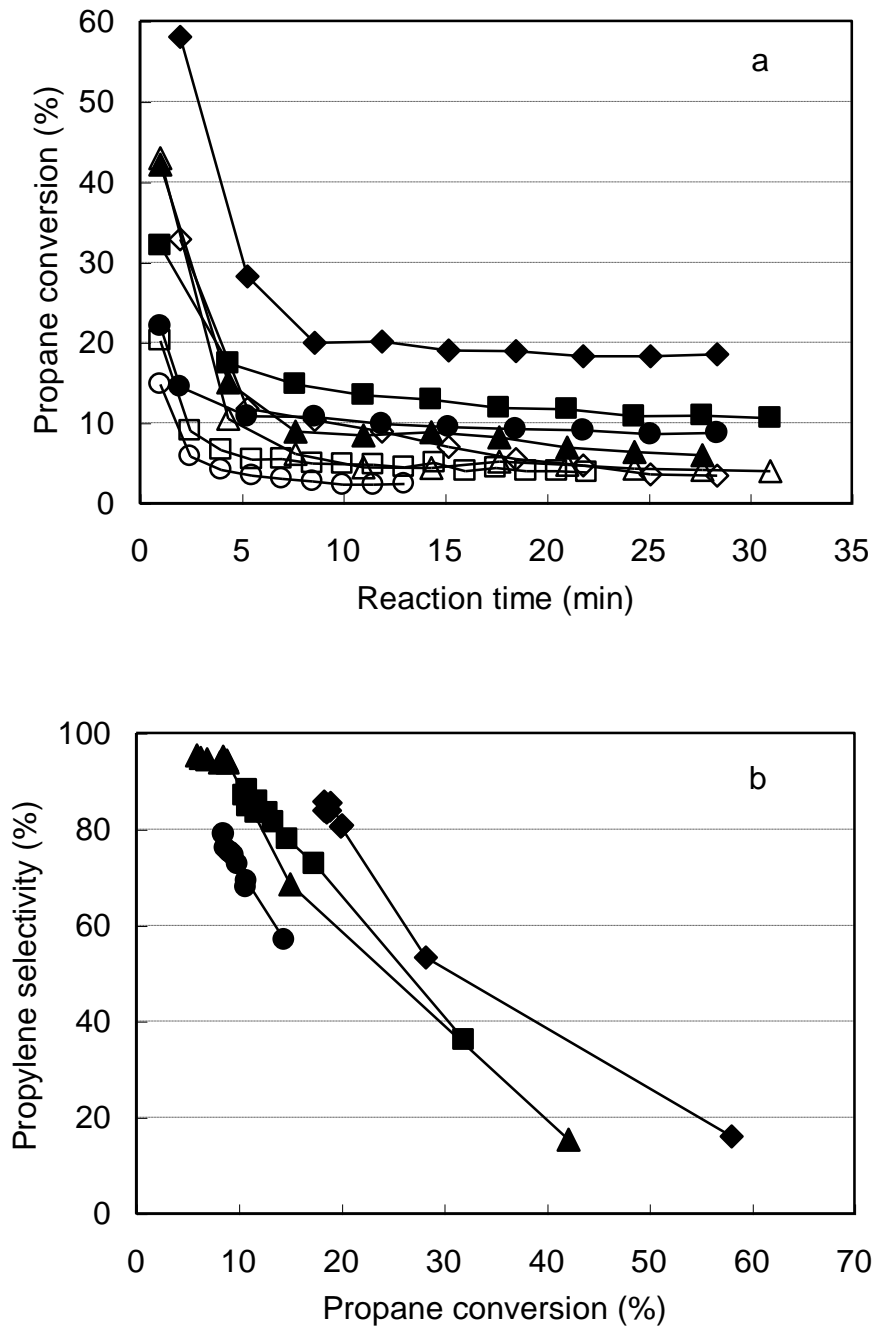 60
a
50
40
30
20
10
0
0 5 10 15 20 25 30 35
Propane conversion (%)
Reaction time (min)
100
b
80
60
40
20
0
0 10 20 30 40 50 60 70
Propylene selectivity (%)
Propane conversion (%)